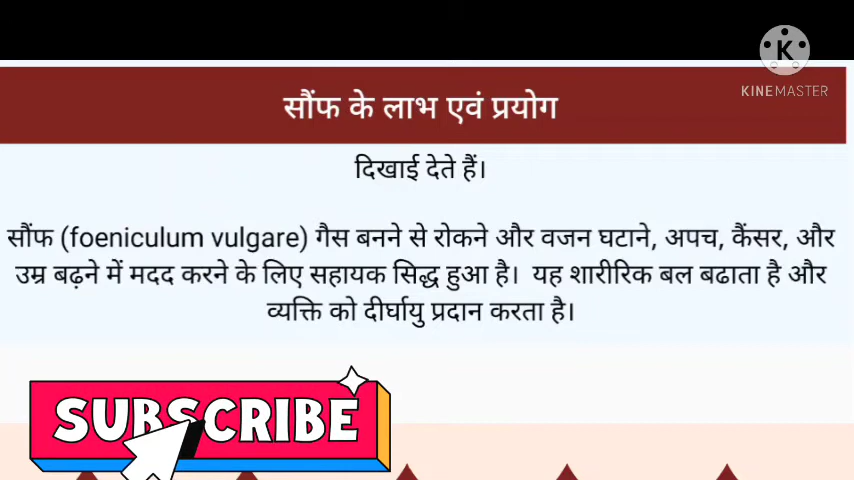 KINEMASTER
सौंफ के लाभ एवं प्रयोग
दिखाई देते हैं।
सौंफ (foeniculum vulgare) गैस बनने से रोकने और वजन घटाने, अपच, कैंसर, और
उम्र बढ़ने में मदद करने के लिए सहायक सिद्ध हुआ है। यह शारीरिक बल बढाता है और
व्यक्ति को दीर्घायु प्रदान करता है।
SUBSCRIBE